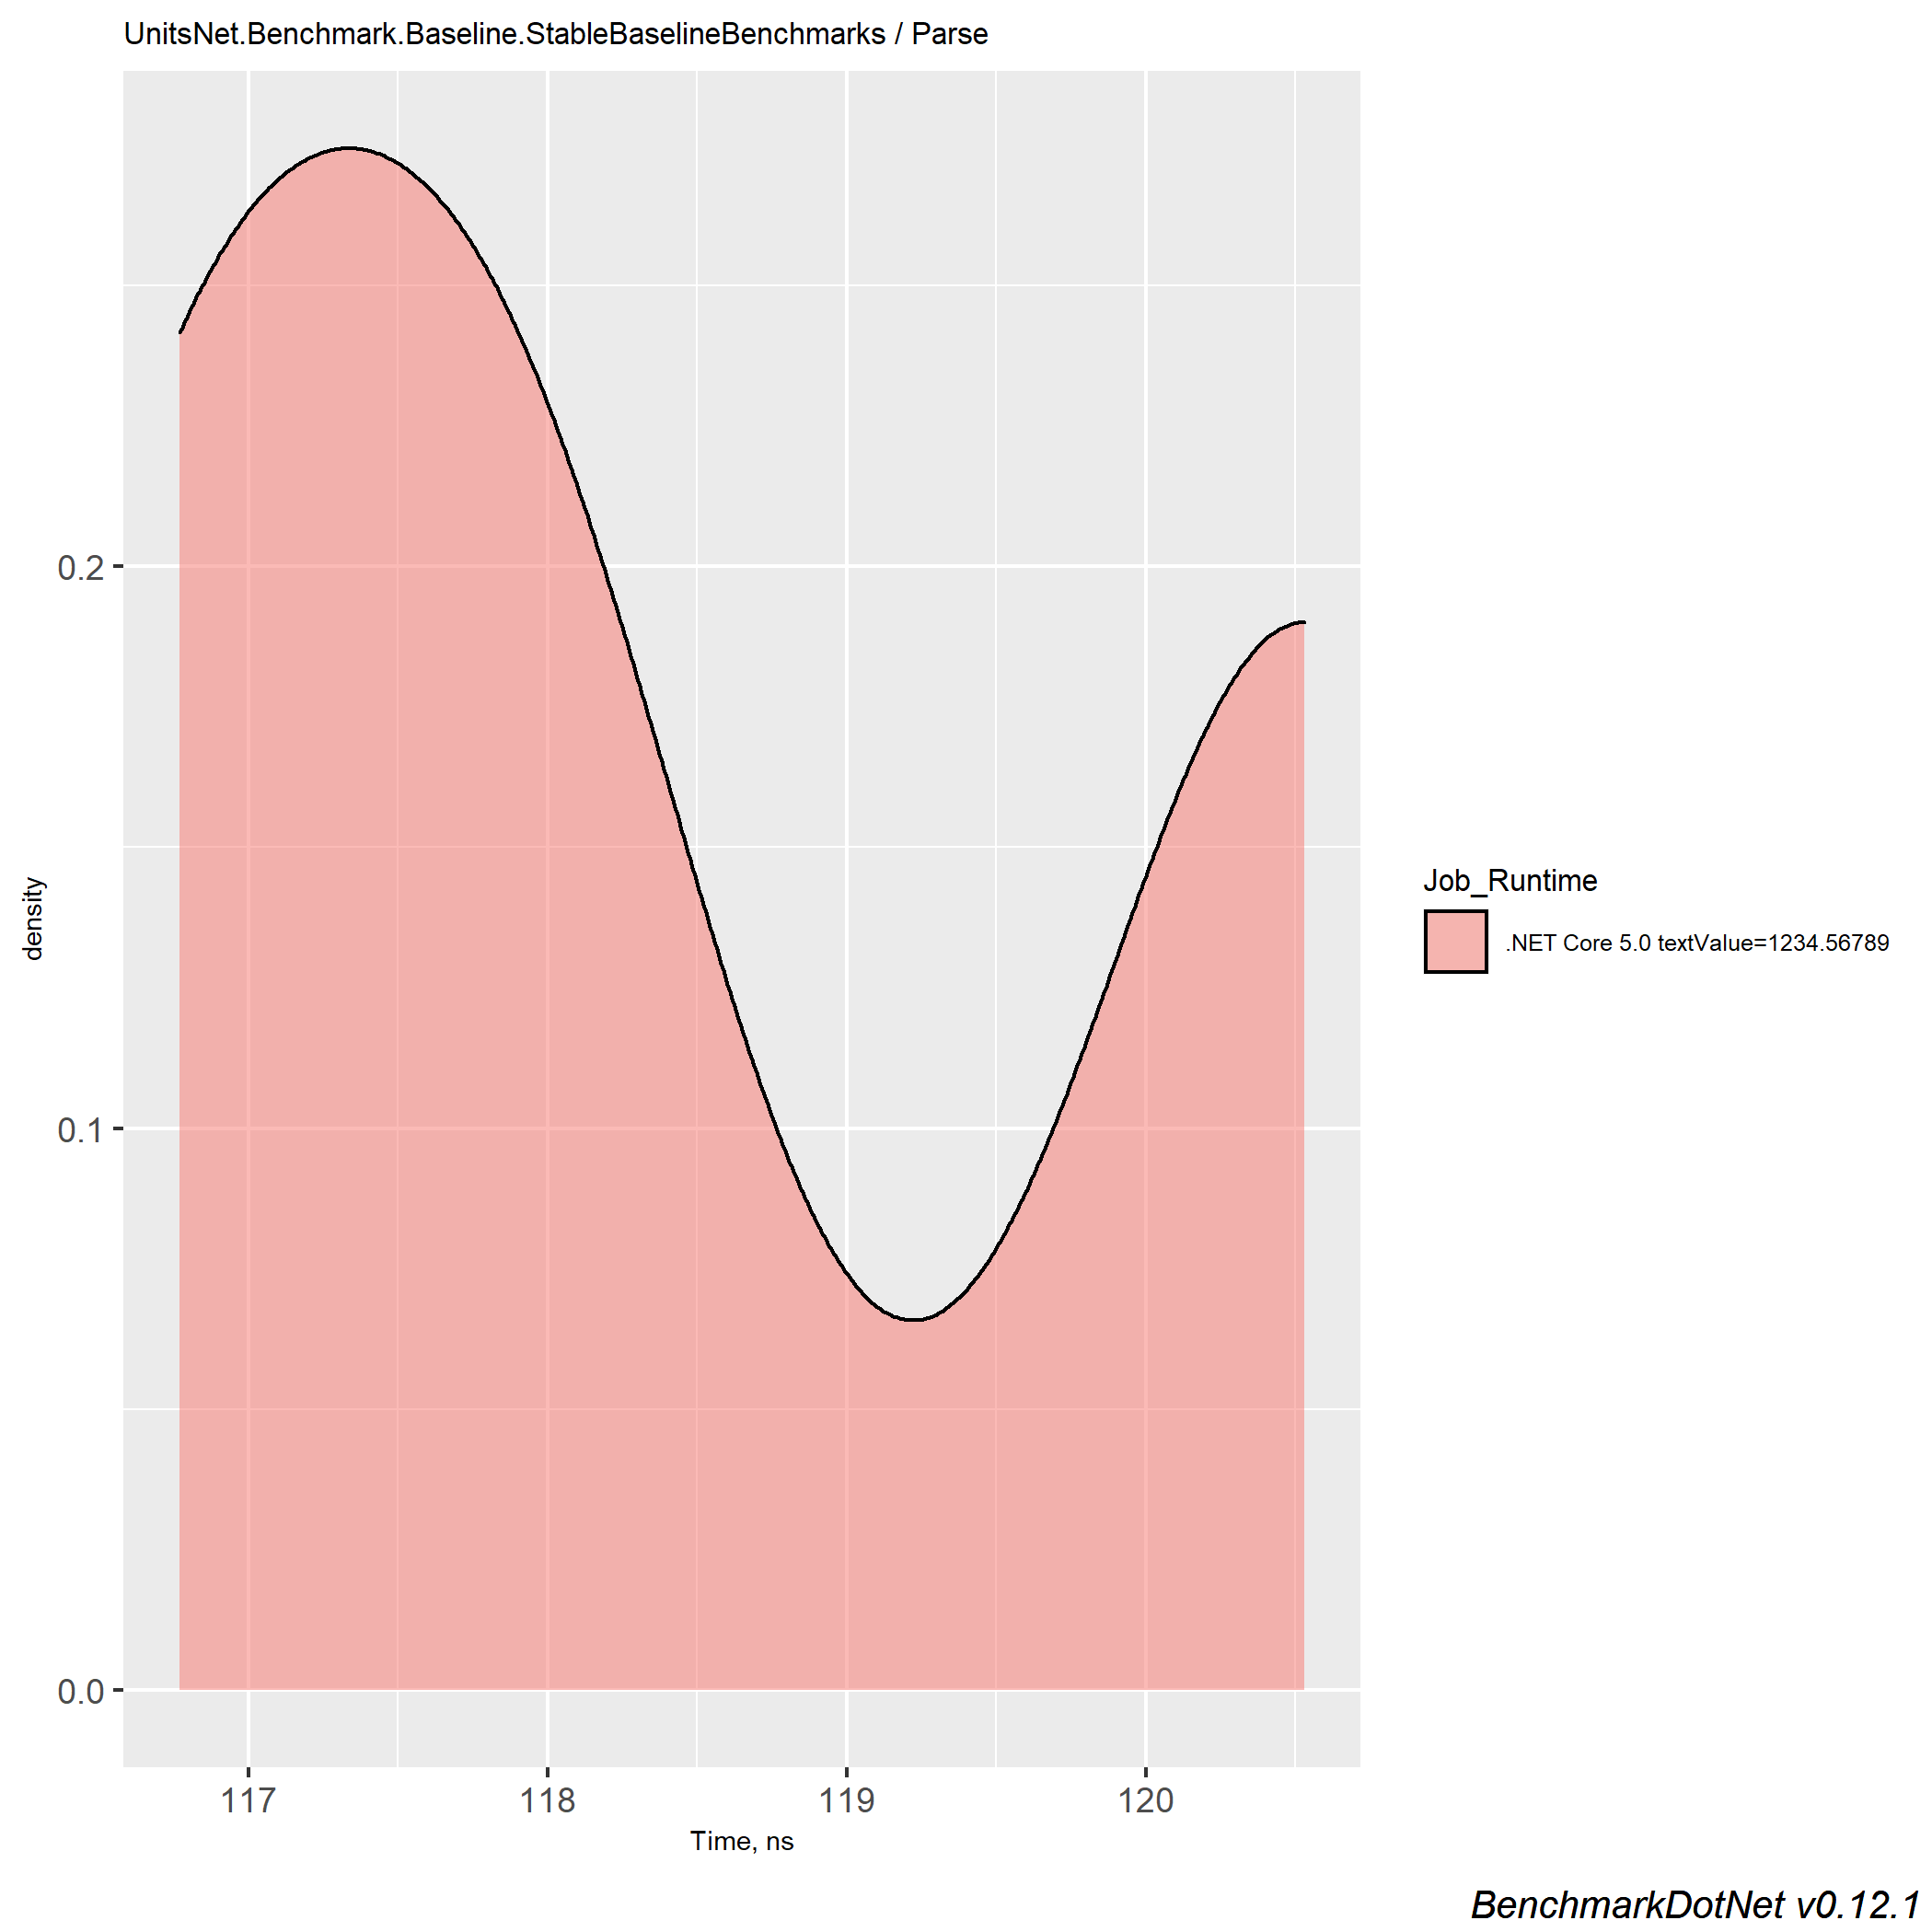 UnitsNet.Benchmark.Baseline.StableBaselineBenchmarks / Parse
density
0.2
0.1
0.0
117 118 119 120
Time, ns
Job_Runtime
.NET Core 5.0 textValue=1234.56789
BenchmarkDotNet v0.12.1